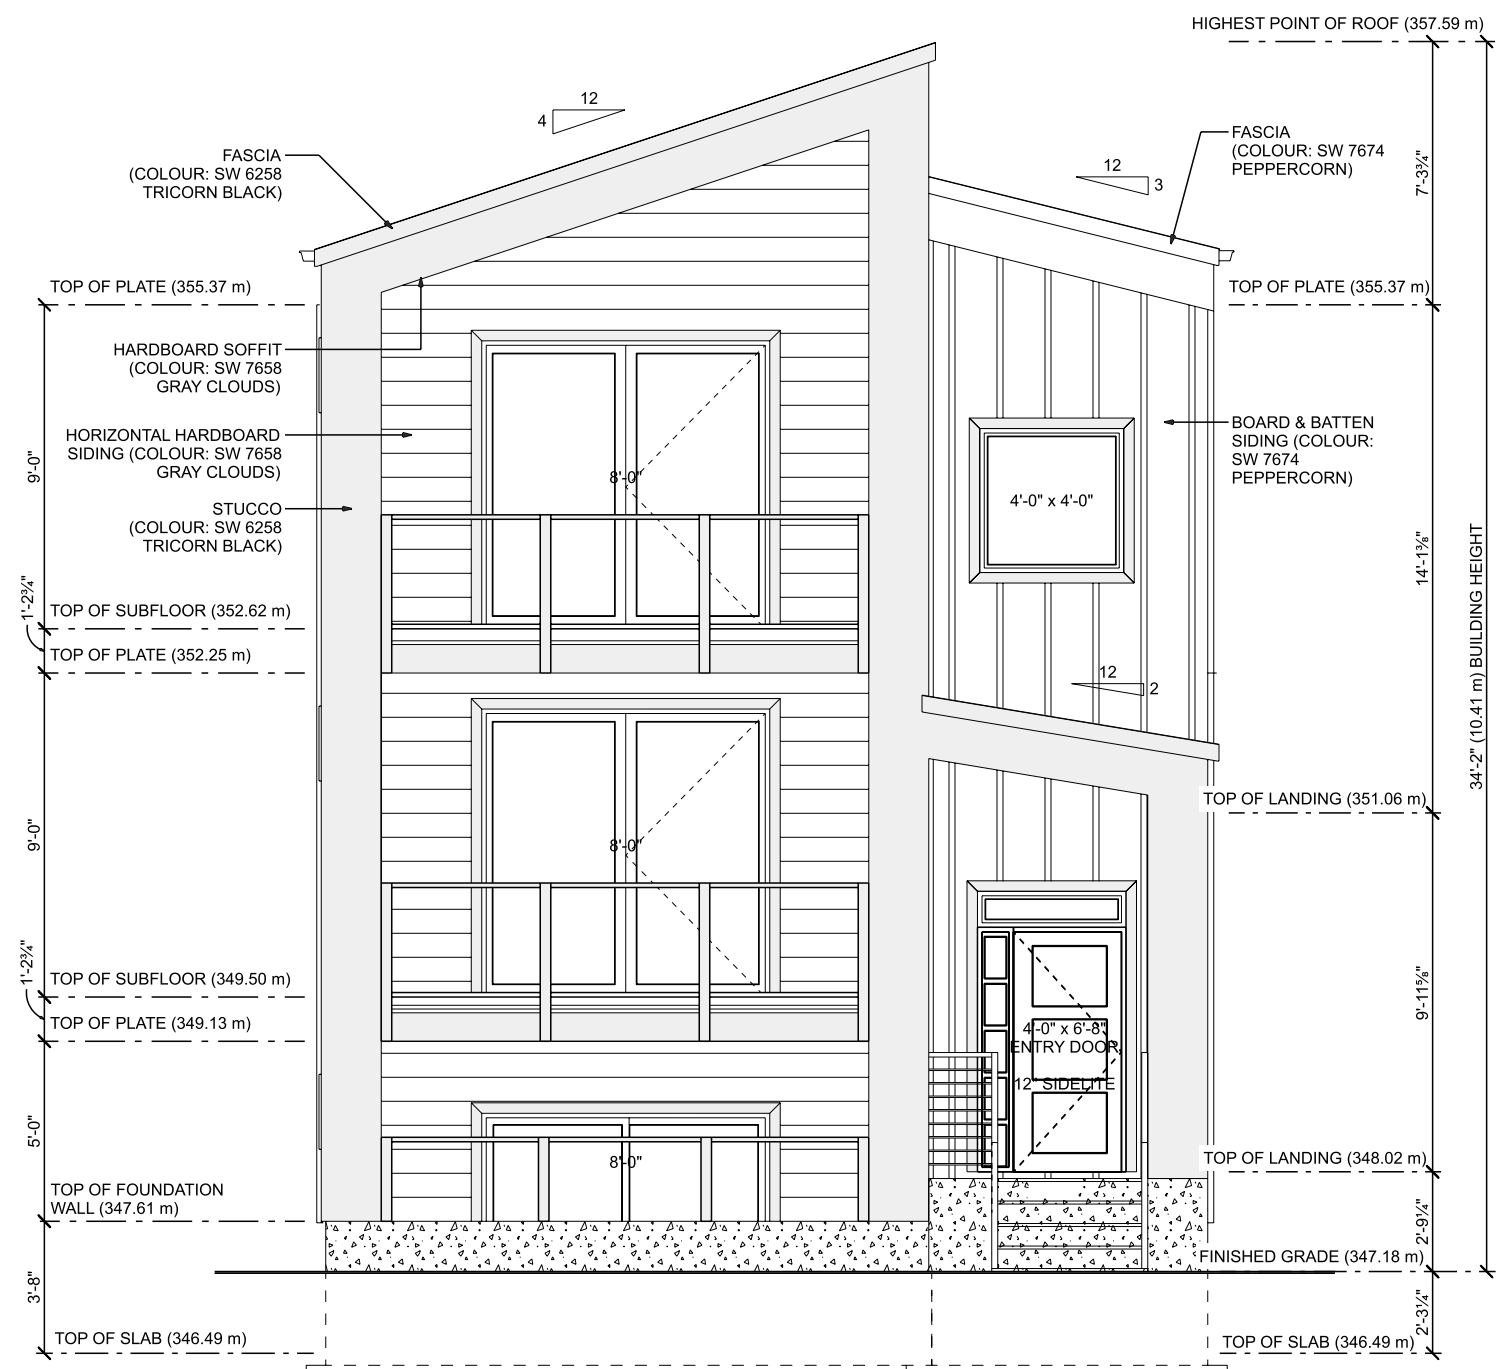 HIGHEST POINT OF ROOF (357.59 m)
12
4
FASCIA
(COLOUR: SW 6258
TRICORN BLACK)
FASCIA
(COLOUR: SW 7674
PEPPERCORN)
12
3
7'-3¾"
TOP OF PLATE (355.37 m)
TOP OF PLATE (355.37 m)
HARDBOARD SOFFIT
(COLOUR: SW 7658
GRAY CLOUDS)
HORIZONTAL HARDBOARD
SIDING (COLOUR: SW 7658
GRAY CLOUDS)
BOARD & BATTEN
SIDING (COLOUR:
SW 7674
PEPPERCORN)
9'-0"
8'-0"
4'-0" x 4'-0"
STUCCO
(COLOUR: SW 6258
TRICORN BLACK)
14'-1⅜"
34'-2" (10.41 m) BUILDING HEIGHT
1'-2¾"
TOP OF SUBFLOOR (352.62 m)
TOP OF PLATE (352.25 m)
12
2
TOP OF LANDING (351.06 m)
9'-0"
8'-0"
1'-2¾"
TOP OF SUBFLOOR (349.50 m)
TOP OF PLATE (349.13 m)
9'-11⅝"
4'-0" x 6'-8"
ENTRY DOOR,
12" SIDELITE
5'-0"
8'-0"
TOP OF LANDING (348.02 m)
TOP OF FOUNDATION
WALL (347.61 m)
2'-9¼"
FINISHED GRADE (347.18 m)
3'-8"
2'-3¼"
TOP OF SLAB (346.49 m)
TOP OF SLAB (346.49 m)